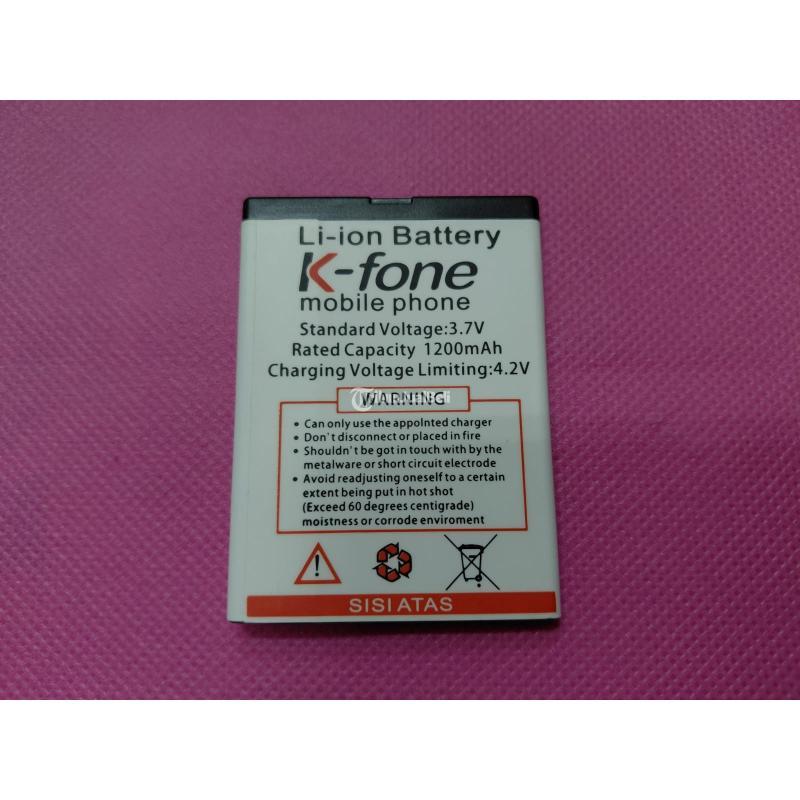 Li-ion Battery
K-fone
mobile phone
Standard Voltage:3.7V
Rated Capacity 1200mAh
Charging Voltage Limiting:4.2V
WARNING
• Can only use the appointed charger
• Don't disconnect or placed in fire
• Shouldn't be got in touch with by the
metalware or short circuit electrode
• Avoid readjusting oneself to a certain
extent being put in hot shot
(Exceed 60 degrees centigrade)
moistness or corrode enviroment
SISI ATAS